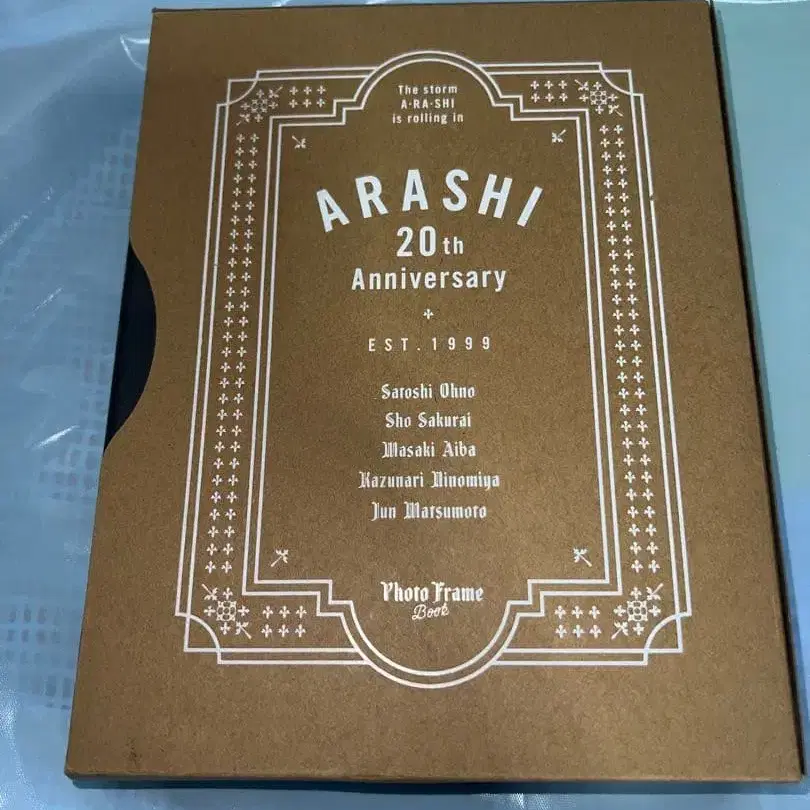 The storm
A・RA・SHI
is rolling in
ARASHI
20th
Anniversary
EST.1999
Satoshi Ohno
Sho Sakurai
Masaki Aiba
Kazunari Ninomiya
Jun Matsumoto
Photo Frame
Book